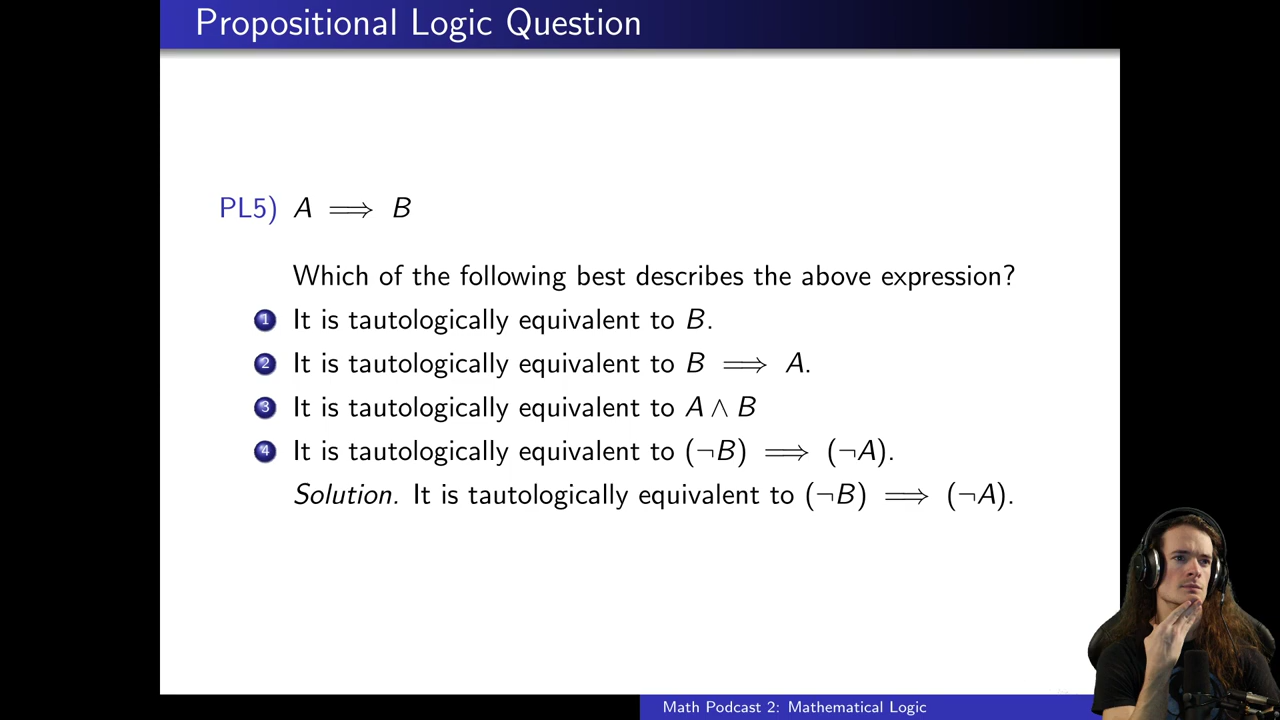 Propositional Logic Question
PL5) A ⟹ B
Which of the following best describes the above expression?
1 It is tautologically equivalent to B.
2 It is tautologically equivalent to B ⟹ A.
3 It is tautologically equivalent to A ∧ B
4 It is tautologically equivalent to (¬B) ⟹ (¬A).
Solution. It is tautologically equivalent to (¬B) ⟹ (¬A).
Math Podcast 2: Mathematical Logic